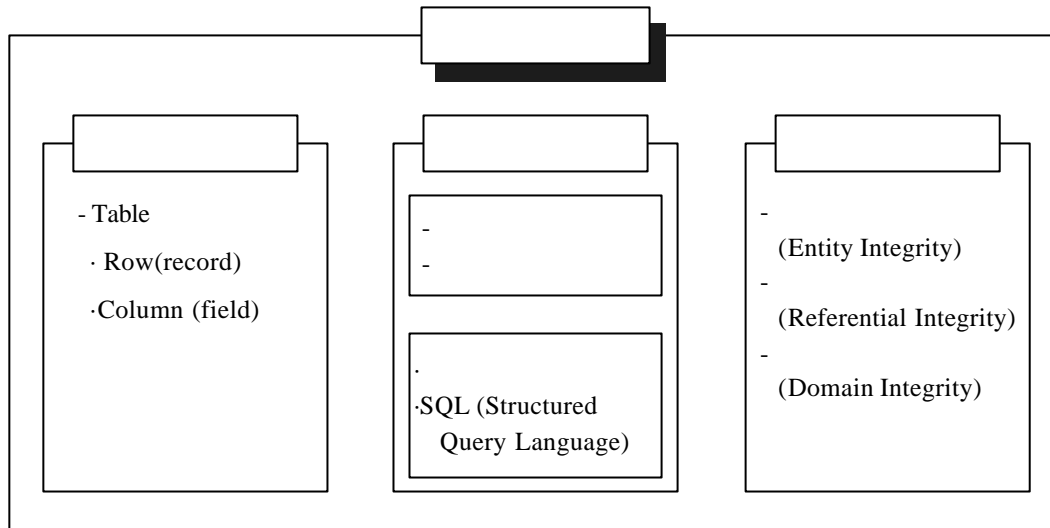 - Table
· Row(record)
·Column (field)
-
-
·
·SQL (Structured
Query Language)
-
(Entity Integrity)
-
(Referential Integrity)
-
(Domain Integrity)